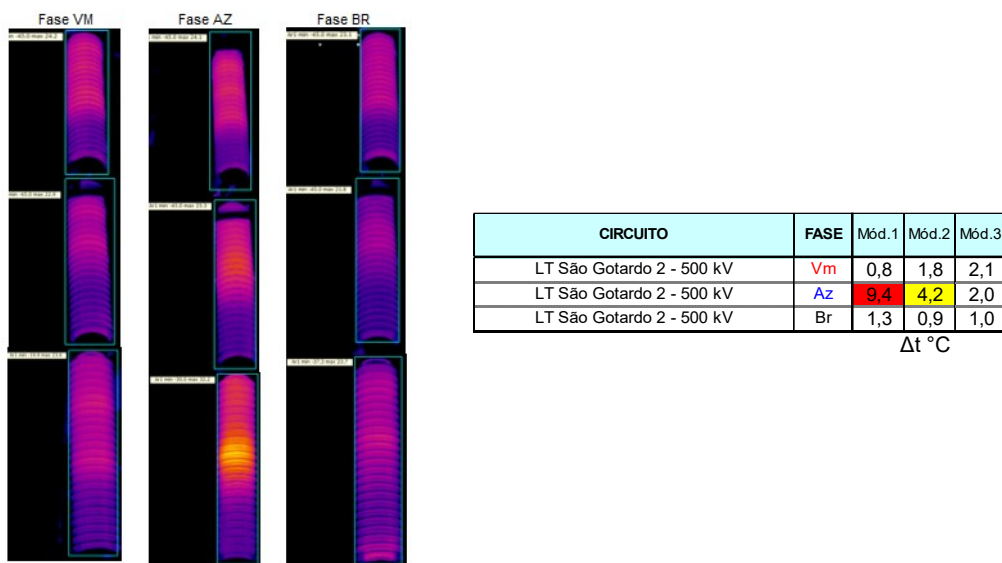 Fase VM
Fase AZ
Fase BR
CIRCUITO FASE Mód.1 Mód.2 Mód.3
LT São Gotardo 2 - 500 kV Vm 0,8 1,8 2,1
LT São Gotardo 2 - 500 kV Az 9,4 4,2 2,0
LT São Gotardo 2 - 500 kV Br 1,3 0,9 1,0
Δt °C